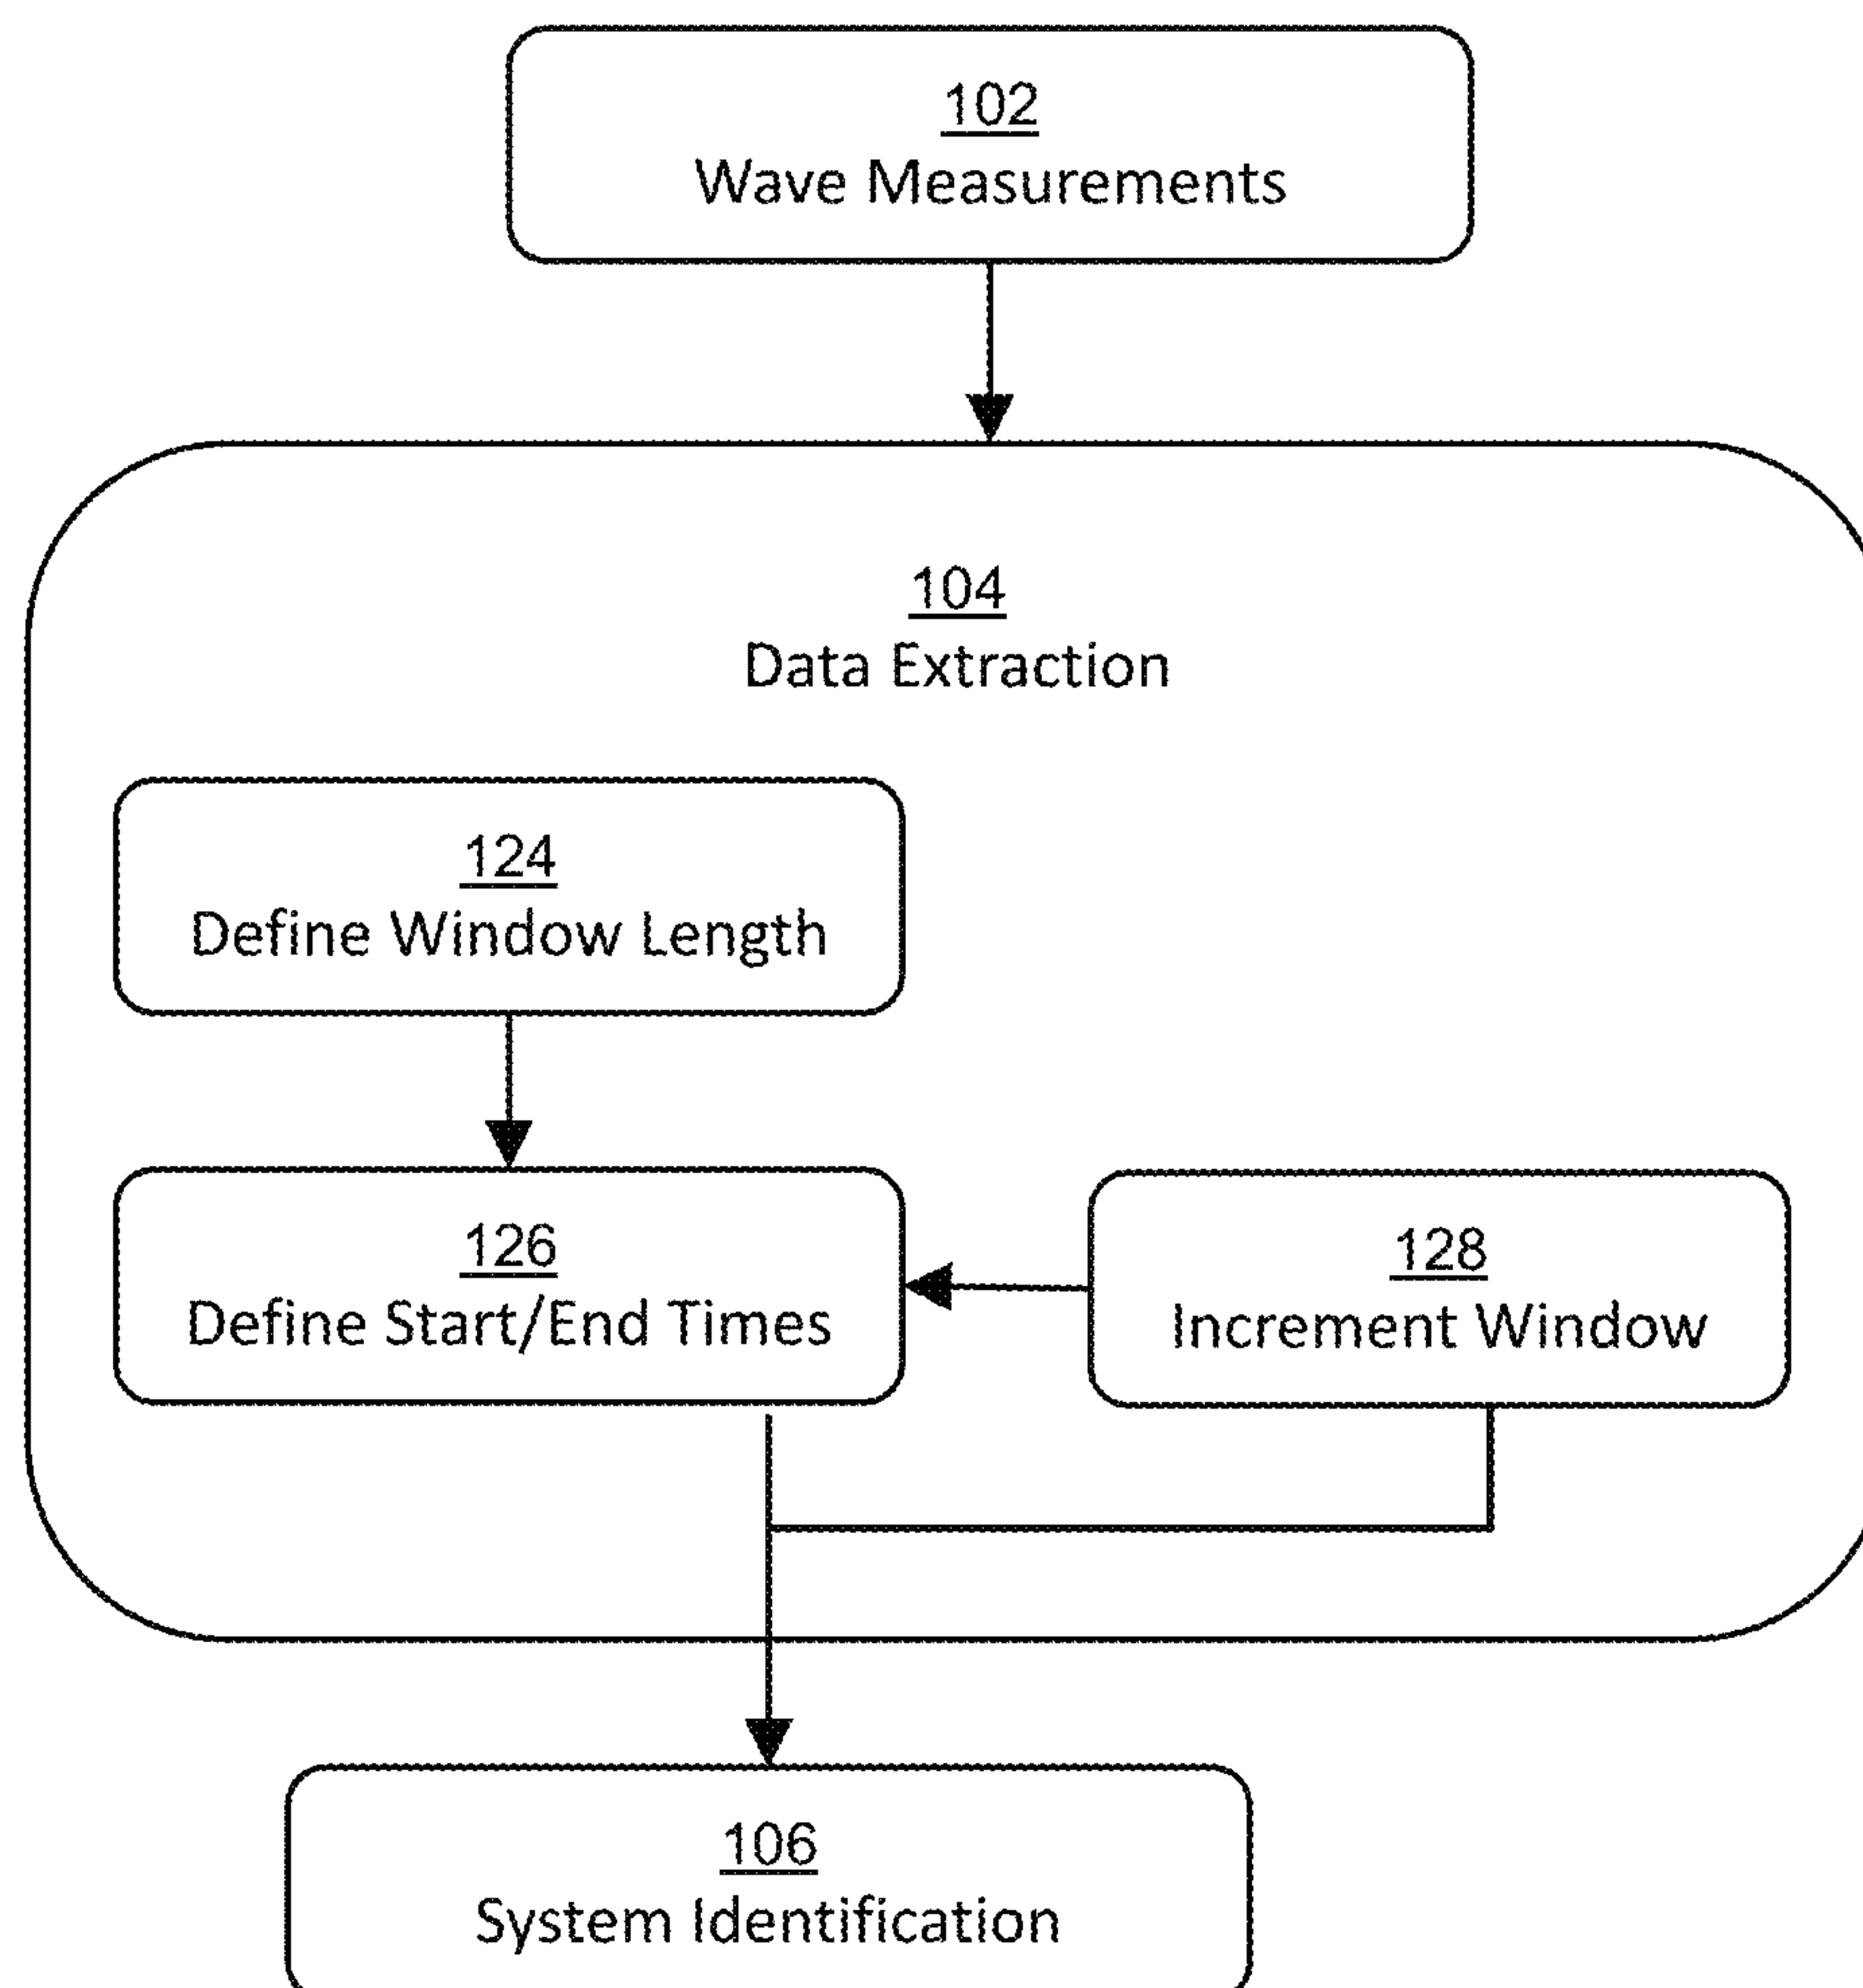 102
Wave Measurements
104
Data Extraction
124
Define Window Length
126
Define Start/End Times
128
Increment Window
106
System Identification